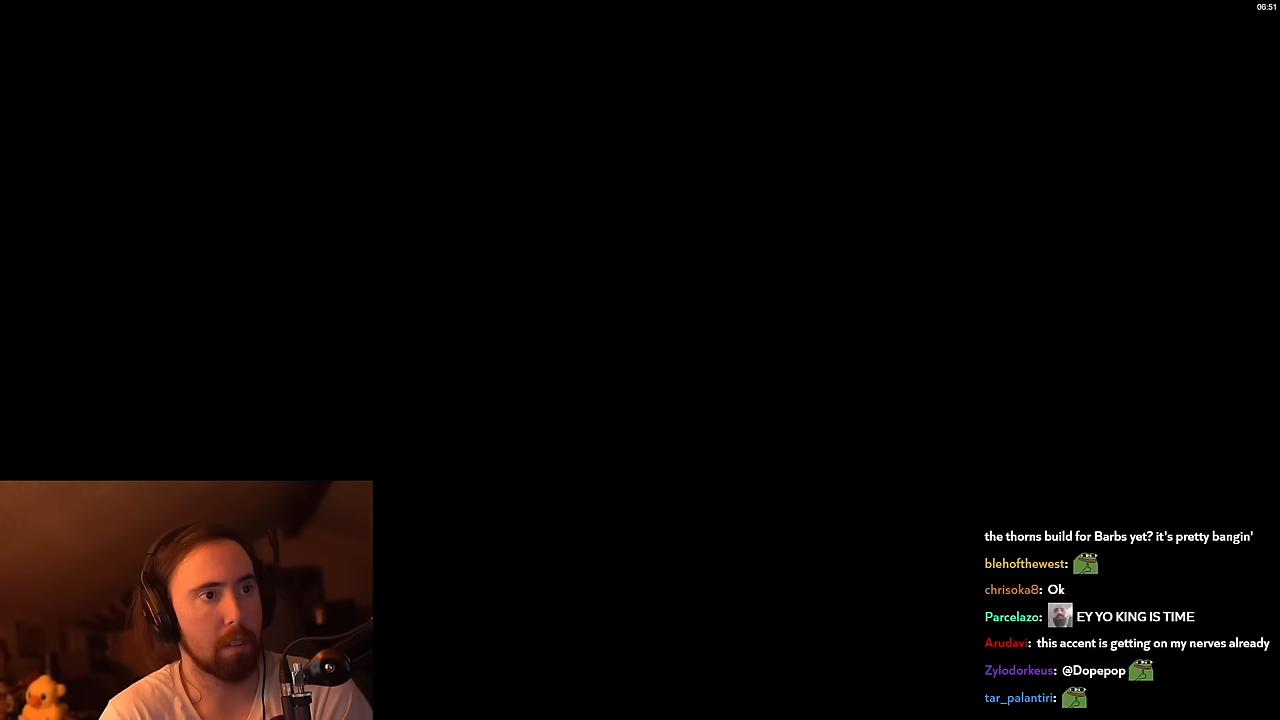 06:51
the thorns build for Barbs yet? it's pretty bangin'
blehofthewest:
chrisoka8: Ok
Parcelazo: EY YO KING IS TIME
Arudavi: this accent is getting on my nerves already
Zylodorkeus: @Dopepop
tar_palantiri: